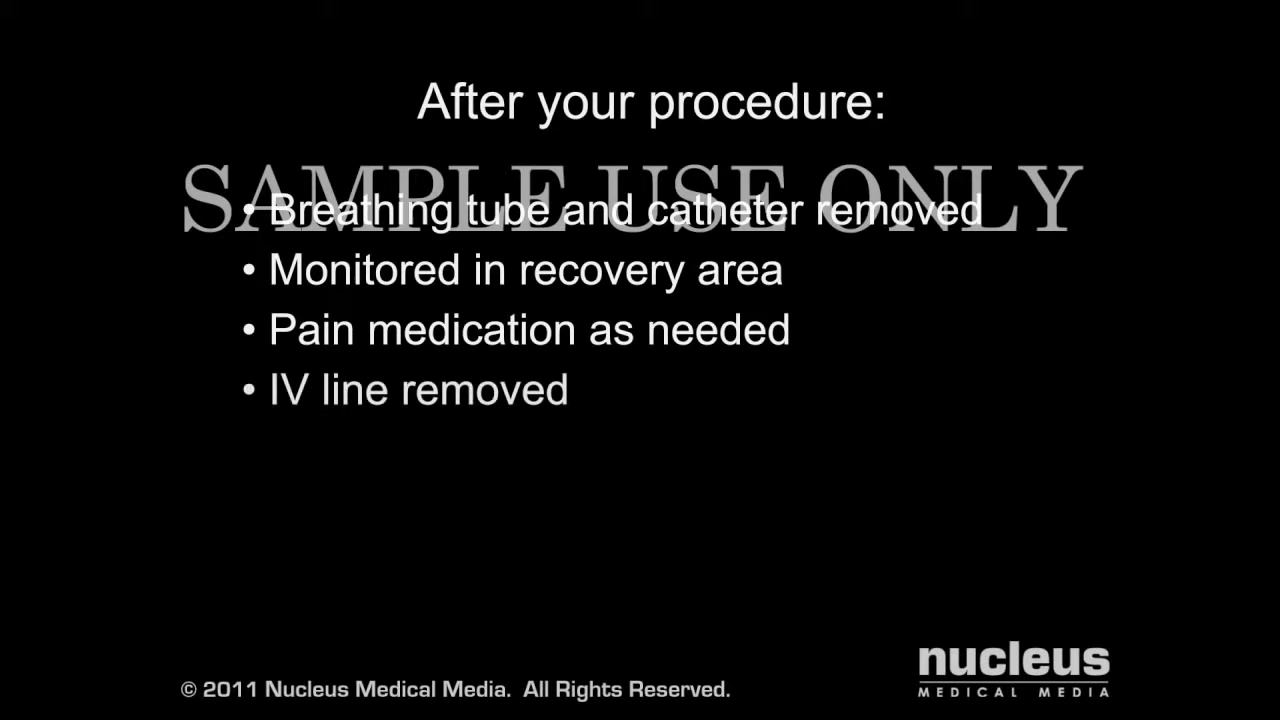 After your procedure:
SAMPLE USE ONLY
• Breathing tube and catheter removed
• Monitored in recovery area
• Pain medication as needed
• IV line removed
nucleus
MEDICAL MEDIA
© 2011 Nucleus Medical Media. All Rights Reserved.